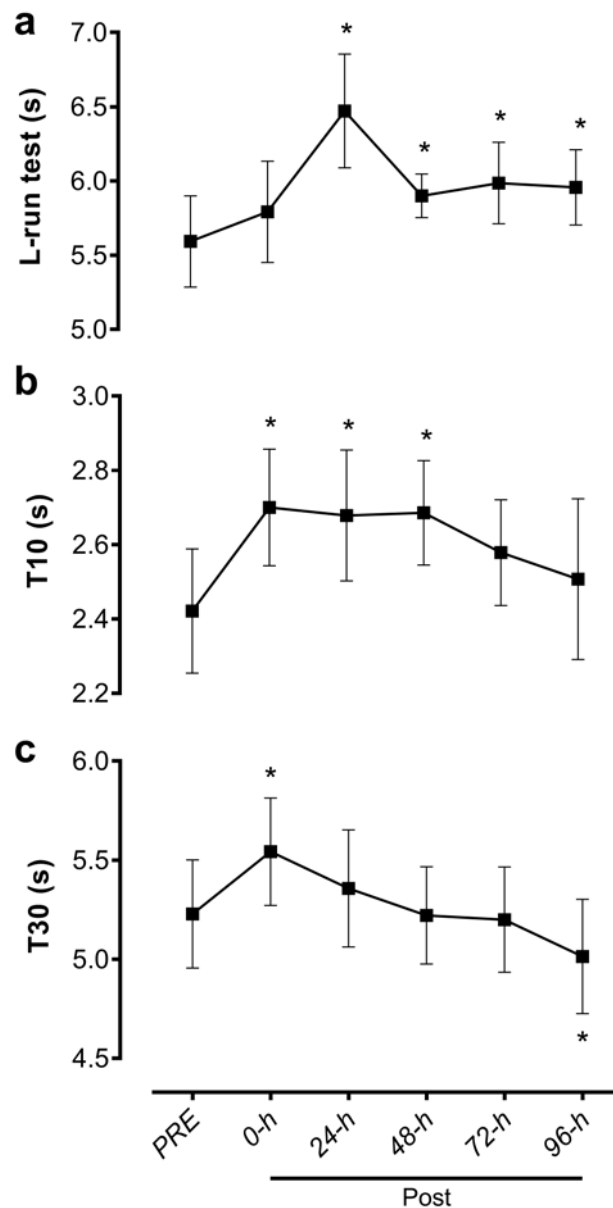 a
L-run test (s)
7.0
6.5
6.0
5.5
5.0
*
*
*
*
b
T10 (s)
3.0
2.8
2.6
2.4
2.2
*
*
*
c
T30 (s)
6.0
5.5
5.0
4.5
*
*
PRE
0-h
24-h
48-h
72-h
96-h
Post